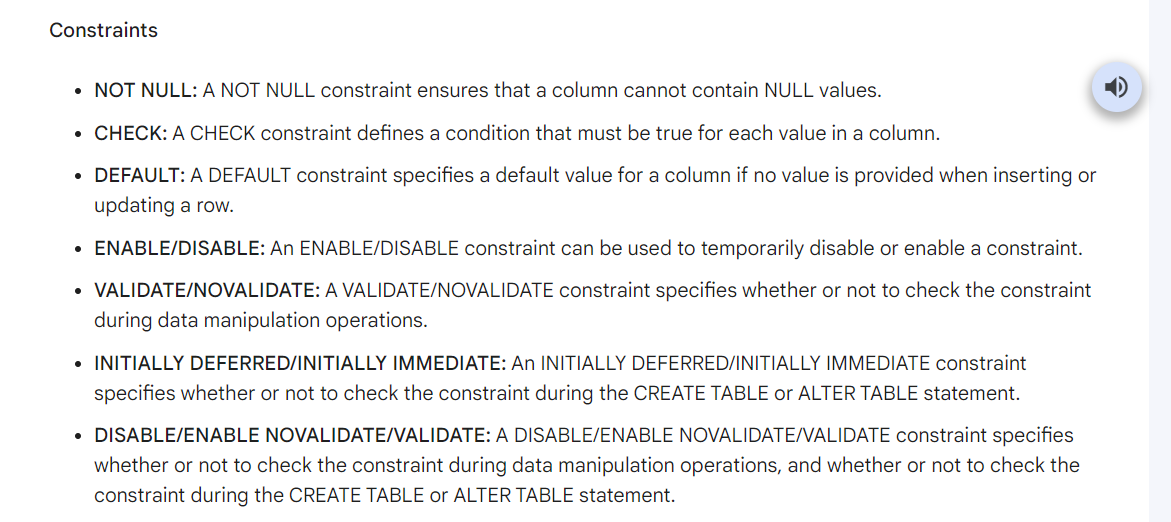 Constraints
• NOT NULL: A NOT NULL constraint ensures that a column cannot contain NULL values.
• CHECK: A CHECK constraint defines a condition that must be true for each value in a column.
• DEFAULT: A DEFAULT constraint specifies a default value for a column if no value is provided when inserting or
updating a row.
• ENABLE/DISABLE: An ENABLE/DISABLE constraint can be used to temporarily disable or enable a constraint.
• VALIDATE/NOVALIDATE: A VALIDATE/NOVALIDATE constraint specifies whether or not to check the constraint
during data manipulation operations.
• INITIALLY DEFERRED/INITIALLY IMMEDIATE: An INITIALLY DEFERRED/INITIALLY IMMEDIATE constraint
specifies whether or not to check the constraint during the CREATE TABLE or ALTER TABLE statement.
• DISABLE/ENABLE NOVALIDATE/VALIDATE: A DISABLE/ENABLE NOVALIDATE/VALIDATE constraint specifies
whether or not to check the constraint during data manipulation operations, and whether or not to check the
constraint during the CREATE TABLE or ALTER TABLE statement.